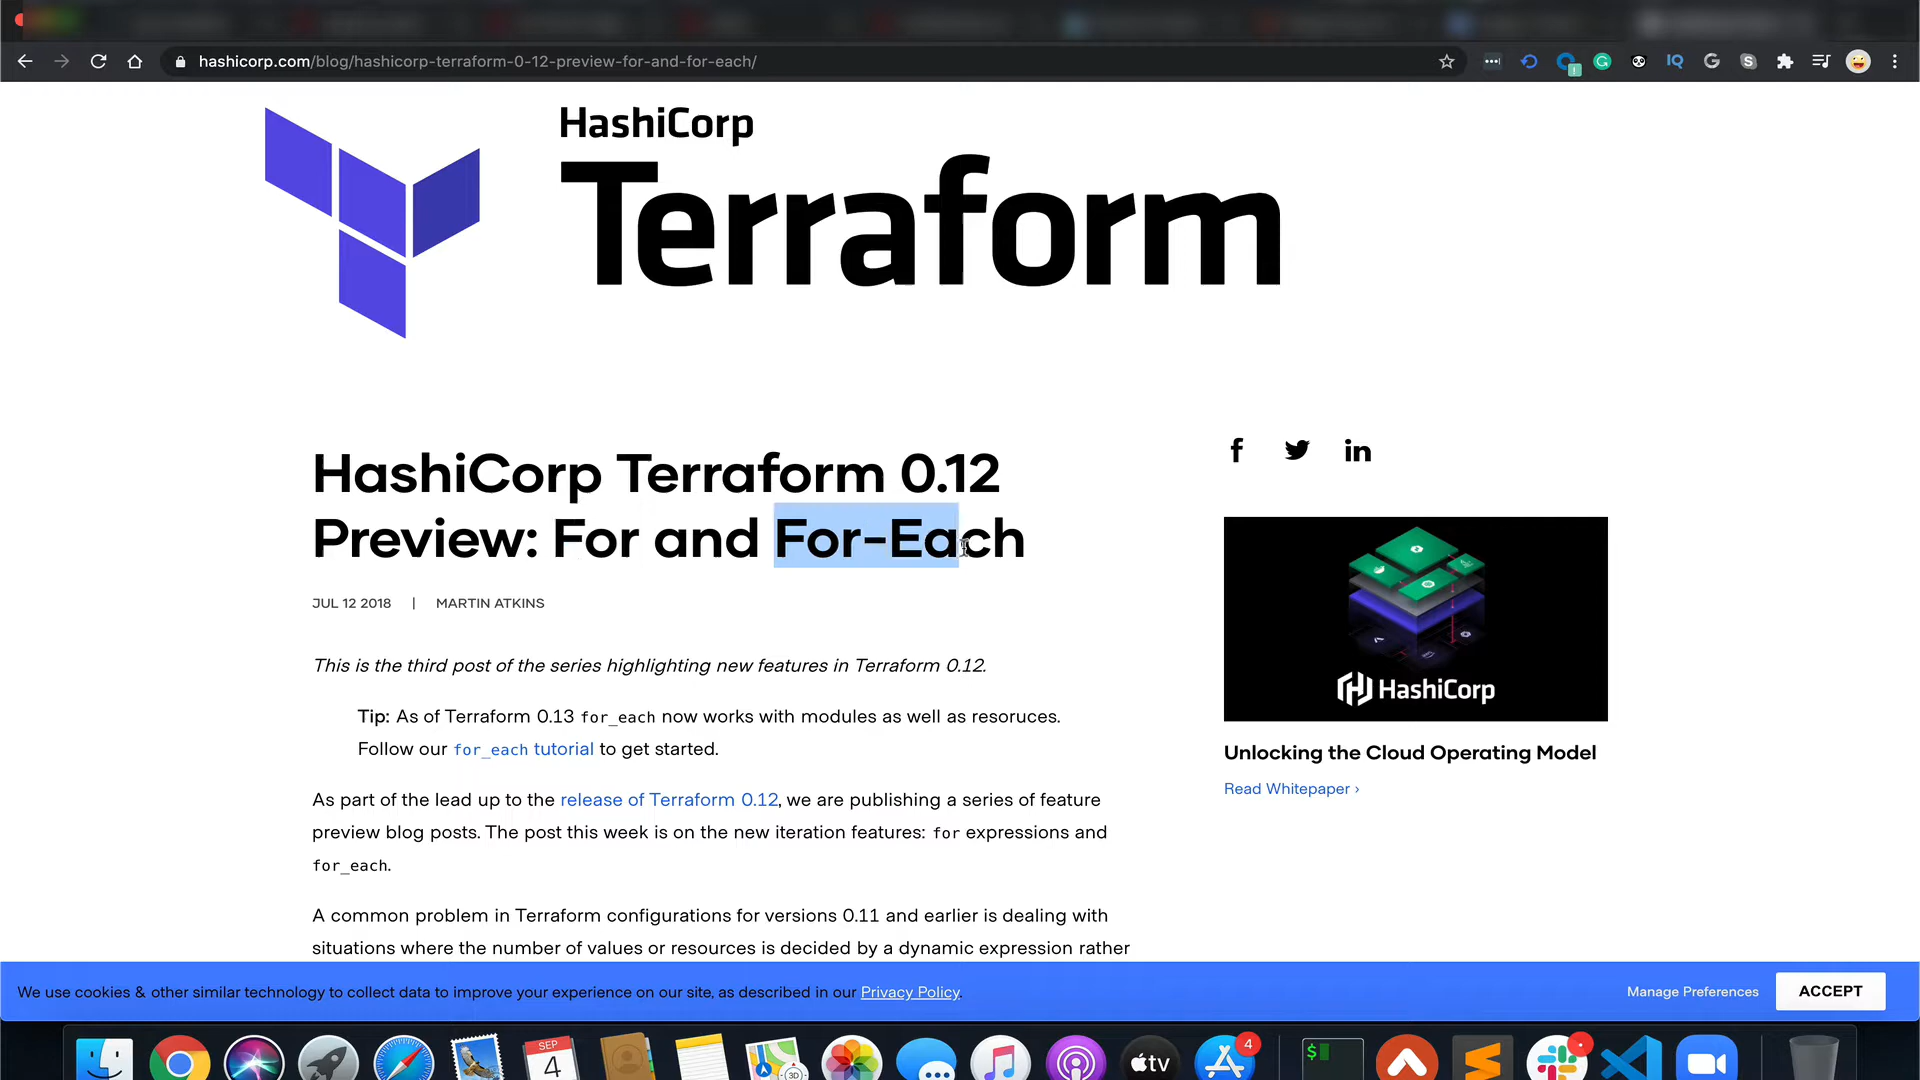 hashicorp.com/blog/hashicorp-terraform-0-12-preview-for-and-for-each/
HashiCorp
Terraform
HashiCorp Terraform 0.12
Preview: For and For-Each
JUL 12 2018 | MARTIN ATKINS
This is the third post of the series highlighting new features in Terraform 0.12.
Tip: As of Terraform 0.13 for_each now works with modules as well as resoruces.
Follow our for_each tutorial to get started.
As part of the lead up to the release of Terraform 0.12, we are publishing a series of feature
preview blog posts. The post this week is on the new iteration features: for expressions and
for_each.
A common problem in Terraform configurations for versions 0.11 and earlier is dealing with
situations where the number of values or resources is decided by a dynamic expression rather
HashiCorp
Unlocking the Cloud Operating Model
Read Whitepaper ›
We use cookies & other similar technology to collect data to improve your experience on our site, as described in our Privacy Policy.
Manage Preferences
ACCEPT
IQ
G
S
SEP
4
3D
tv
4
$